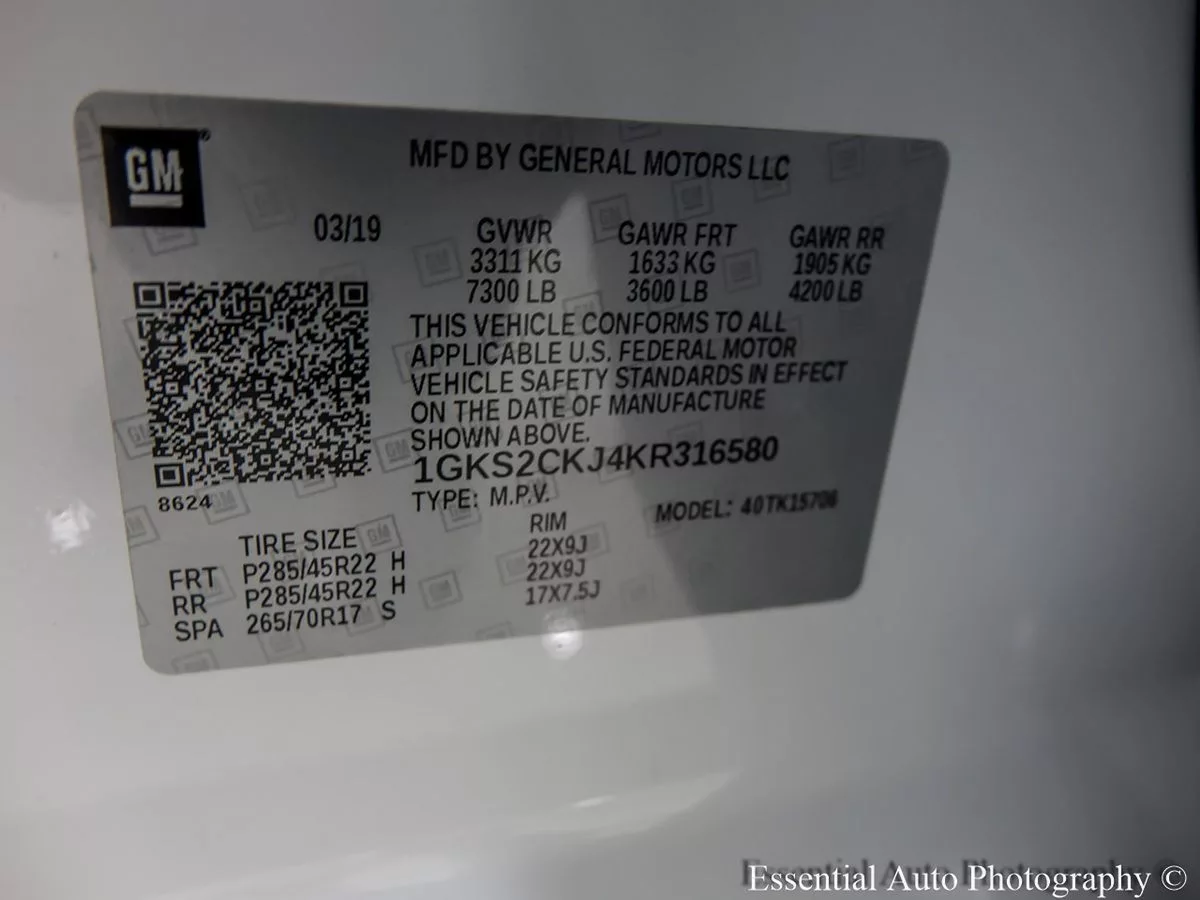 GM
MFD BY GENERAL MOTORS LLC
03/19 GVWR GAWR FRT GAWR RR
3311 KG 1633 KG 1905 KG
7300 LB 3600 LB 4200 LB
THIS VEHICLE CONFORMS TO ALL
APPLICABLE U.S. FEDERAL MOTOR
VEHICLE SAFETY STANDARDS IN EFFECT
ON THE DATE OF MANUFACTURE
SHOWN ABOVE.
1GKS2CKJ4KR316580
8624
TYPE: M.P.V. MODEL: 40TK15706
TIRE SIZE RIM
FRT P285/45R22 H 22X9J
RR P285/45R22 H 22X9J
SPA 265/70R17 S 17X7.5J
Essential Auto Photography ©